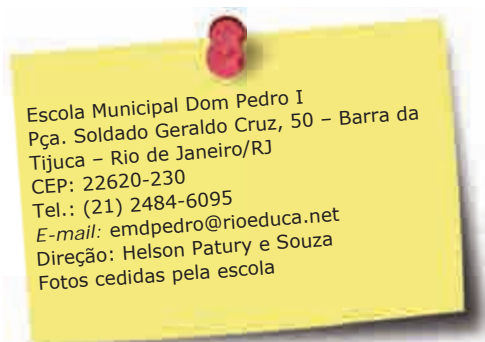 Escola Municipal Dom Pedro I
Pça. Soldado Geraldo Cruz, 50 – Barra da
Tijuca – Rio de Janeiro/RJ
CEP: 22620-230
Tel.: (21) 2484-6095
E-mail: emdpedro@rioeduca.net
Direção: Helson Patury e Souza
Fotos cedidas pela escola